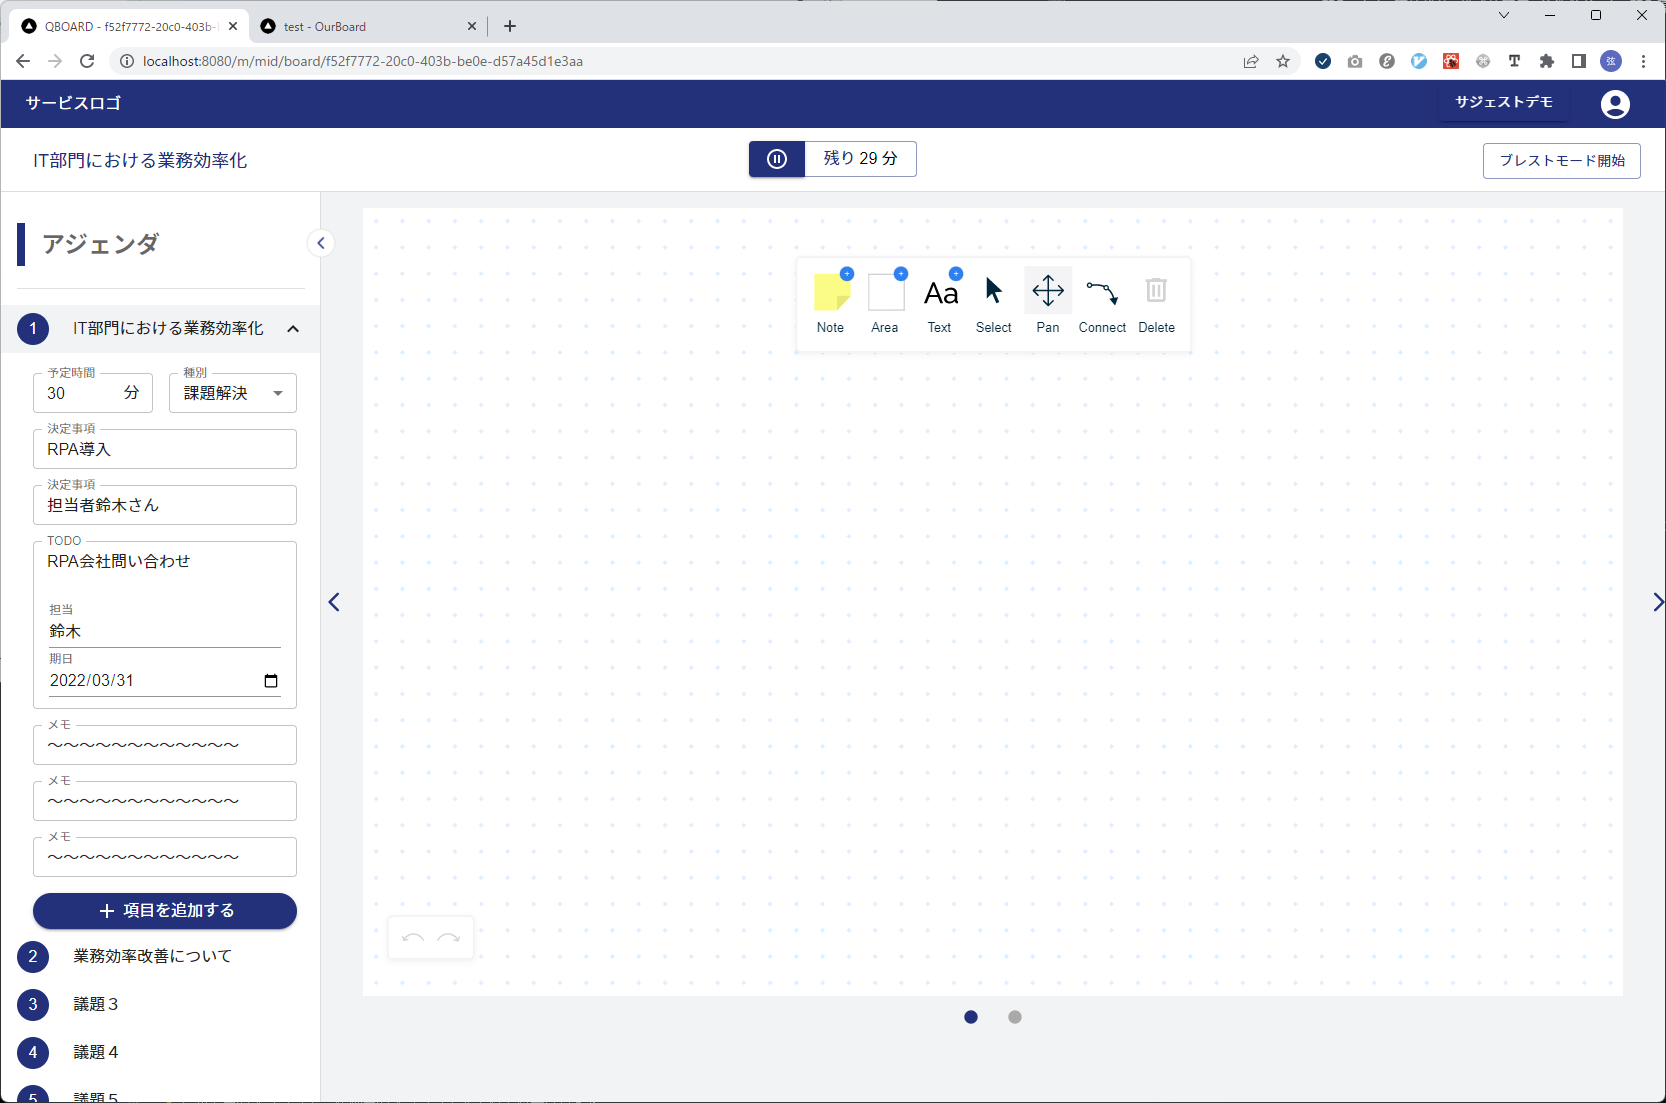 QBOARD - f52f7772-20c0-403b-
test - OurBoard
localhost:8080/m/mid/board/f52f7772-20c0-403b-be0e-d57a45d1e3aa
弦
サービスロゴ
サジェストデモ
IT部門における業務効率化
残り 29 分
ブレストモード開始
アジェンダ
1 IT部門における業務効率化
予定時間
30 分
種別
課題解決
決定事項
RPA導入
決定事項
担当者鈴木さん
TODO
RPA会社問い合わせ
担当
鈴木
期日
2022/03/31
メモ
〜〜〜〜〜〜〜〜〜〜〜〜
メモ
〜〜〜〜〜〜〜〜〜〜〜〜
メモ
〜〜〜〜〜〜〜〜〜〜〜〜
＋ 項目を追加する
2 業務効率改善について
3 議題３
4 議題４
5 議題５
Aa
Note Area Text Select Pan Connect Delete